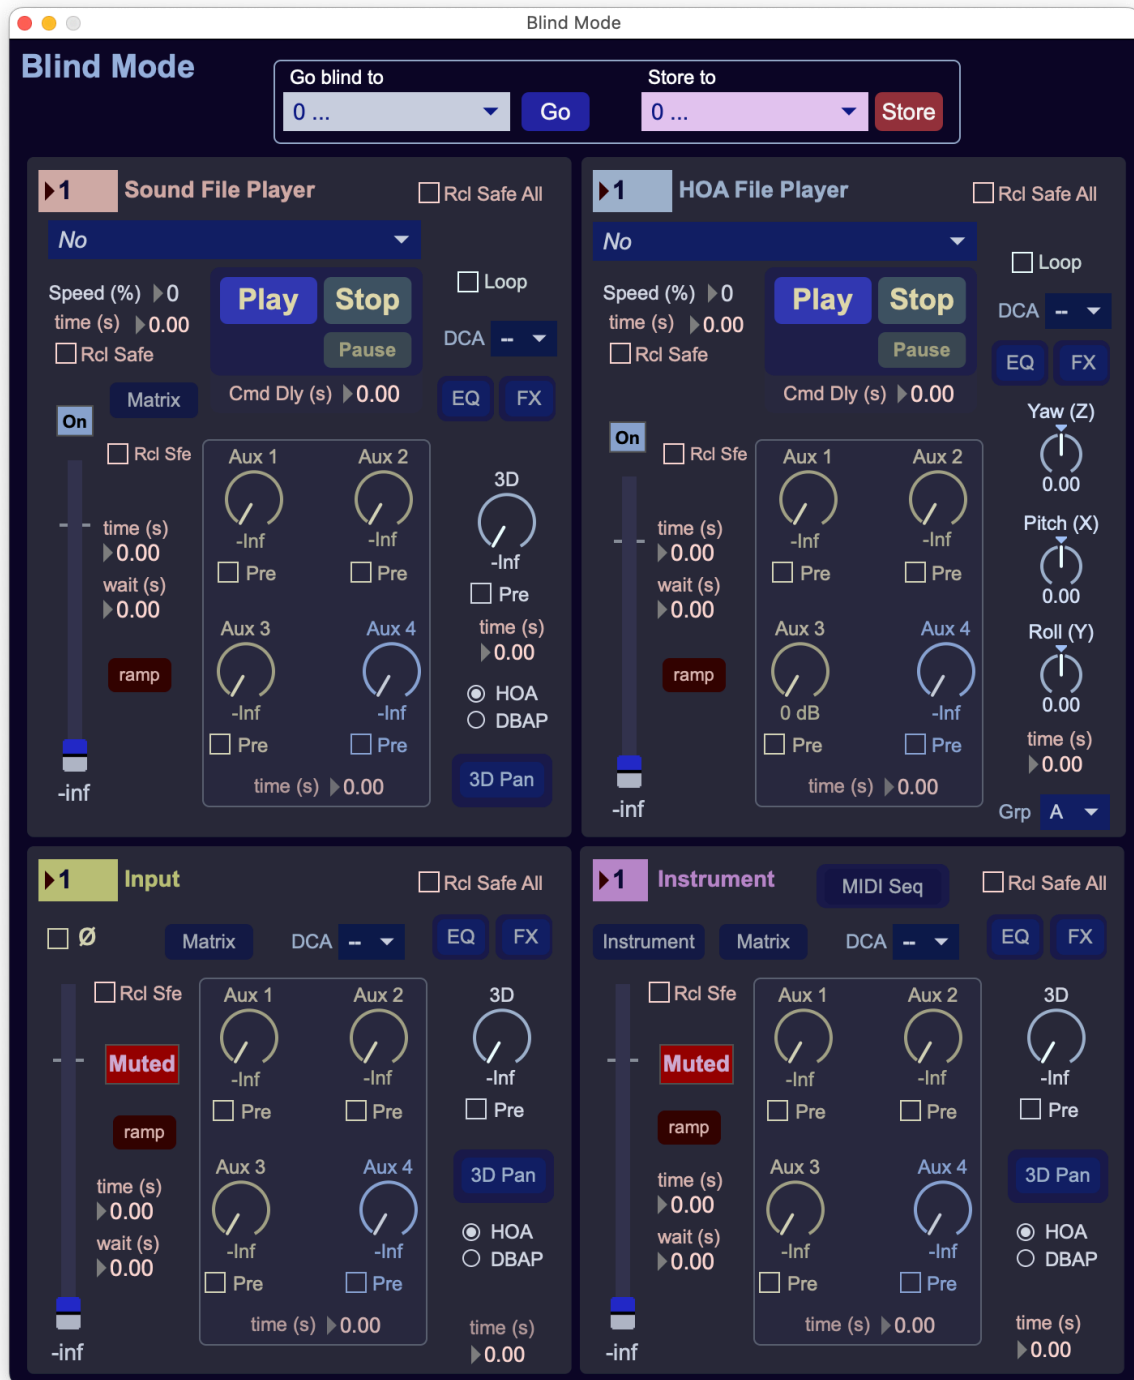 Blind Mode
Blind Mode
Go blind to
Store to
0 ...
Go
0 ...
Store
1
Sound File Player
Rcl Safe All
No
Speed (%) 0
time (s) 0.00
Rcl Safe
Play
Stop
Pause
Loop
DCA --
Matrix
Cmd Dly (s) 0.00
EQ
FX
On
Rcl Sfe
time (s)
0.00
wait (s)
0.00
ramp
-inf
Aux 1
Aux 2
-Inf
-Inf
Pre
Pre
Aux 3
Aux 4
-Inf
-Inf
Pre
Pre
time (s) 0.00
3D
-Inf
Pre
time (s)
0.00
HOA
DBAP
3D Pan
1
HOA File Player
Rcl Safe All
No
Speed (%) 0
time (s) 0.00
Rcl Safe
Play
Stop
Pause
Cmd Dly (s) 0.00
Loop
DCA --
EQ
FX
On
Rcl Sfe
time (s)
0.00
wait (s)
0.00
ramp
-inf
Aux 1
Aux 2
-Inf
-Inf
Pre
Pre
Aux 3
Aux 4
0 dB
-Inf
Pre
Pre
time (s) 0.00
Yaw (Z)
0.00
Pitch (X)
0.00
Roll (Y)
0.00
time (s)
0.00
Grp A
1
Input
Rcl Safe All
Ø
Matrix
DCA --
EQ
FX
Rcl Sfe
Muted
ramp
time (s)
0.00
wait (s)
0.00
-inf
Aux 1
Aux 2
-Inf
-Inf
Pre
Pre
Aux 3
Aux 4
-Inf
-Inf
Pre
Pre
time (s) 0.00
3D
-Inf
Pre
3D Pan
HOA
DBAP
time (s)
0.00
1
Instrument
MIDI Seq
Rcl Safe All
Instrument
Matrix
DCA --
EQ
FX
Rcl Sfe
Muted
ramp
time (s)
0.00
wait (s)
0.00
-inf
Aux 1
Aux 2
-Inf
-Inf
Pre
Pre
Aux 3
Aux 4
-Inf
-Inf
Pre
Pre
time (s) 0.00
3D
-Inf
Pre
3D Pan
HOA
DBAP
time (s)
0.00